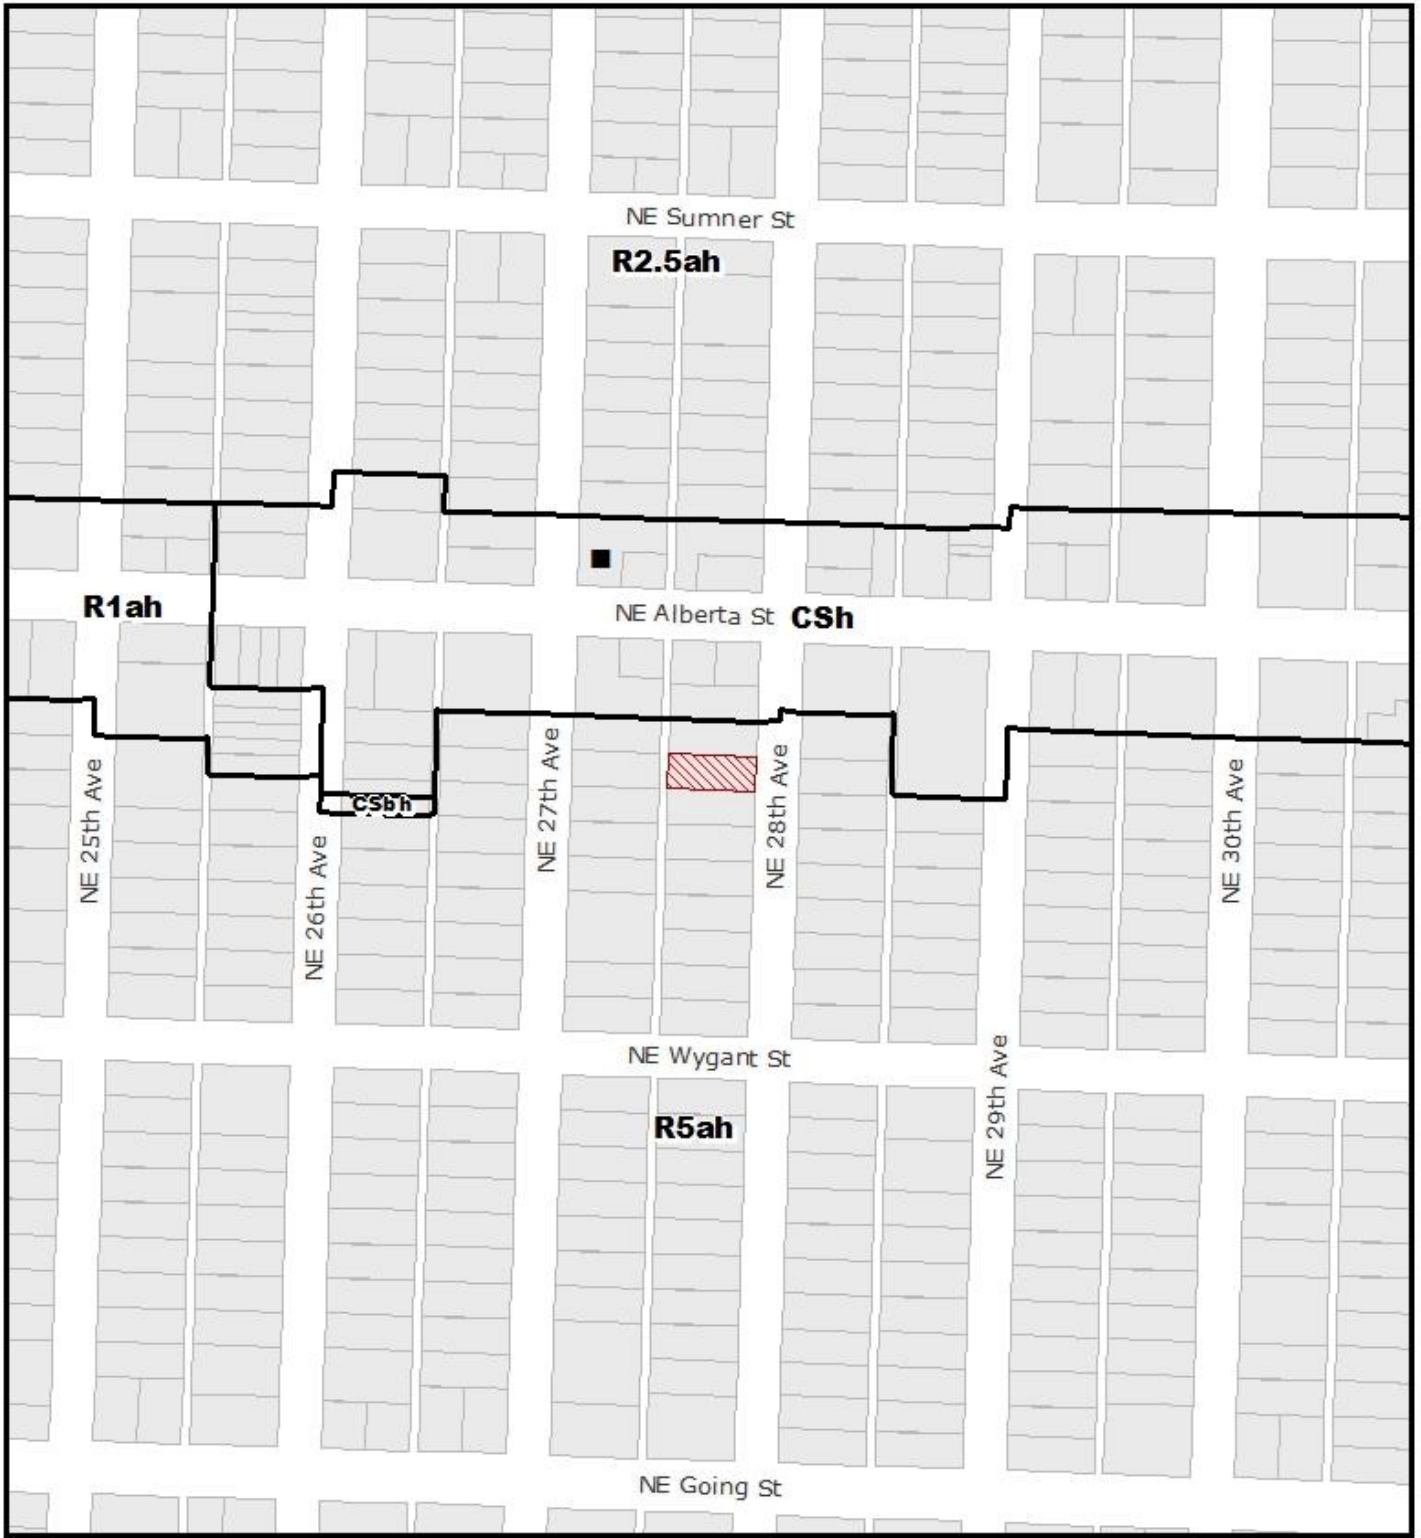 NE Sumner St
R2.5ah
R1ah
NE Alberta St
CSh
CSbh
NE 25th Ave
NE 26th Ave
NE 27th Ave
NE 28th Ave
NE 30th Ave
NE 29th Ave
NE Wygant St
R5ah
NE Going St